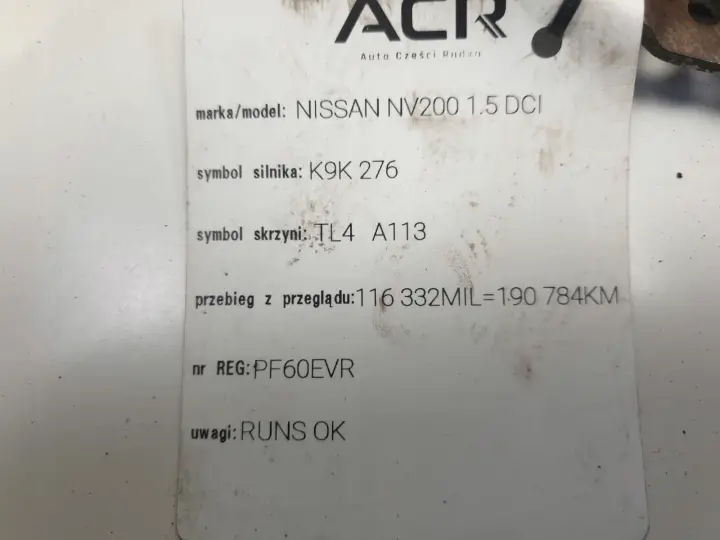 ACR
Auto Części Rudan
marka/model: NISSAN NV200 1.5 DCI
symbol silnika: K9K 276
symbol skrzyni: TL4 A113
przebieg z przeglądu:116 332MIL=190 784KM
nr REG:PF60EVR
uwagi:RUNS OK